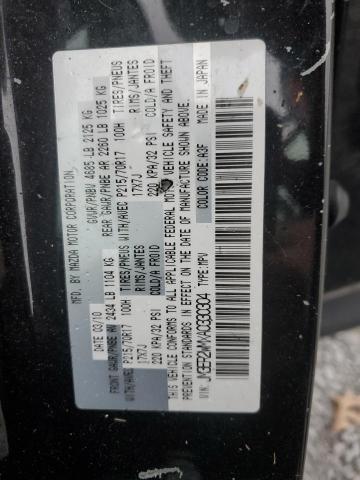 MFD BY MAZDA MOTOR CORPORATION
DATE 03/10 GVWR/PNBV 4685 LB 2125 KG
FRONT GAWR/PNBE AV 2434 LB 1104 KG REAR GAWR/PNBE AR 2260 LB 1025 KG
WITH/AVEC P215/70R17 100H TIRES/PNEUS WITH/AVEC P215/70R17 100H TIRES/PNEUS
17X7J RIMS/JANTES 17X7J RIMS/JANTES
220 KPA/32 PSI COLD/A FROID 220 KPA/32 PSI COLD/A FROID
THIS VEHICLE CONFORMS TO ALL APPLICABLE FEDERAL MOTOR VEHICLE SAFETY AND THEFT
PREVENTION STANDARDS IN EFFECT ON THE DATE OF MANUFACTURE SHOWN ABOVE.
MADE IN JAPAN
VIN: TYPE: MPV COLOR CODE: A3F